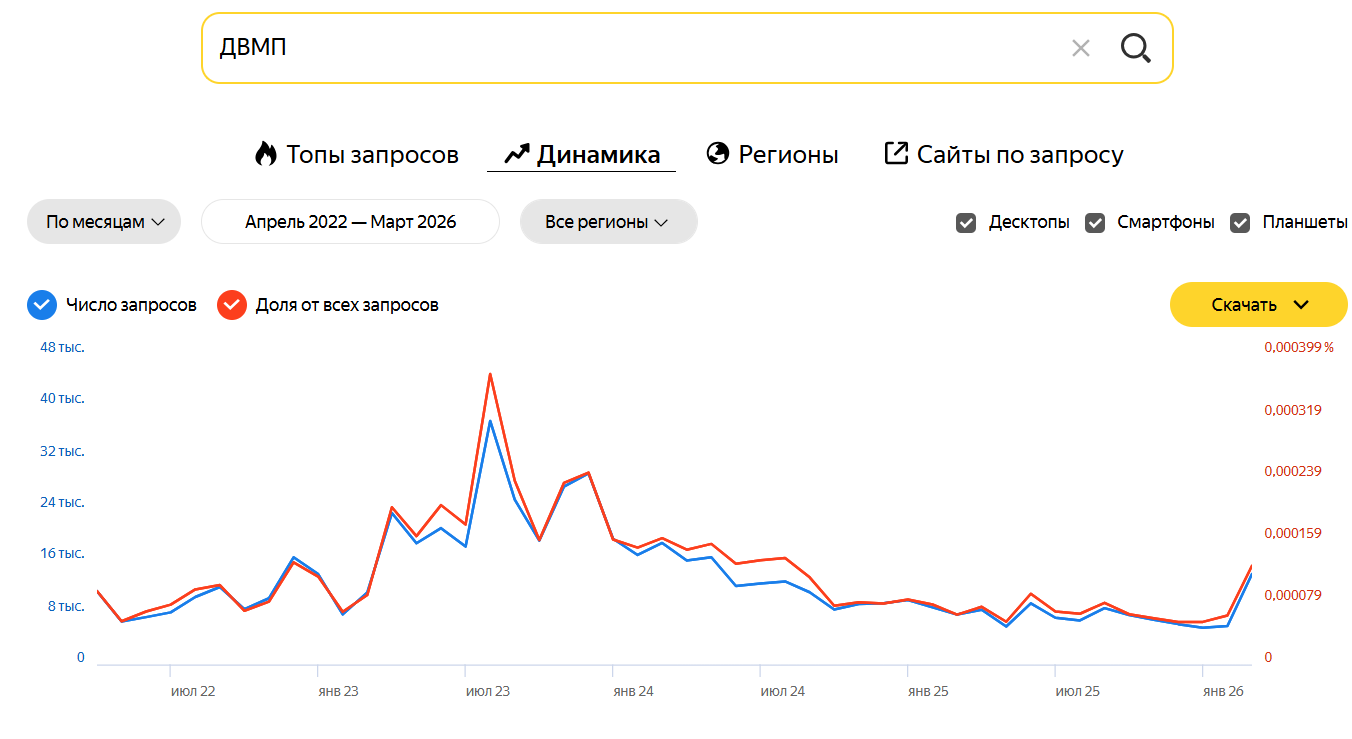 ДВМП
Топы запросов Динамика Регионы Сайты по запросу
По месяцам Апрель 2022 — Март 2026 Все регионы Десктопы Смартфоны Планшеты
Число запросов Доля от всех запросов Скачать
48 тыс. 0,000399 %
40 тыс. 0,000319
32 тыс. 0,000239
24 тыс. 0,000159
16 тыс. 0,000079
8 тыс.
0 0
июл 22 янв 23 июл 23 янв 24 июл 24 янв 25 июл 25 янв 26